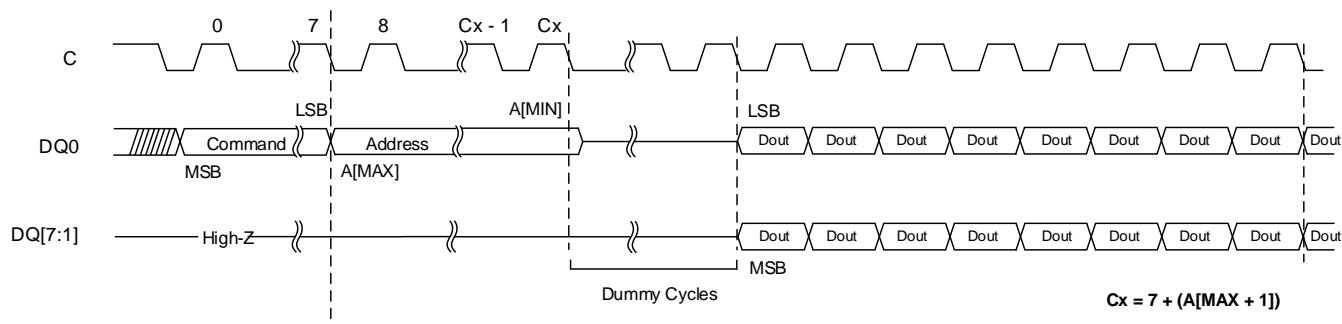 0 7 8 Cx - 1 Cx
C
LSB A[MIN] LSB
DQ0 Command Address Dout Dout Dout Dout Dout Dout Dout Dout Dout
MSB A[MAX]
DQ[7:1] High-Z Dout Dout Dout Dout Dout Dout Dout Dout Dout
MSB
Dummy Cycles
Cx = 7 + (A[MAX + 1])